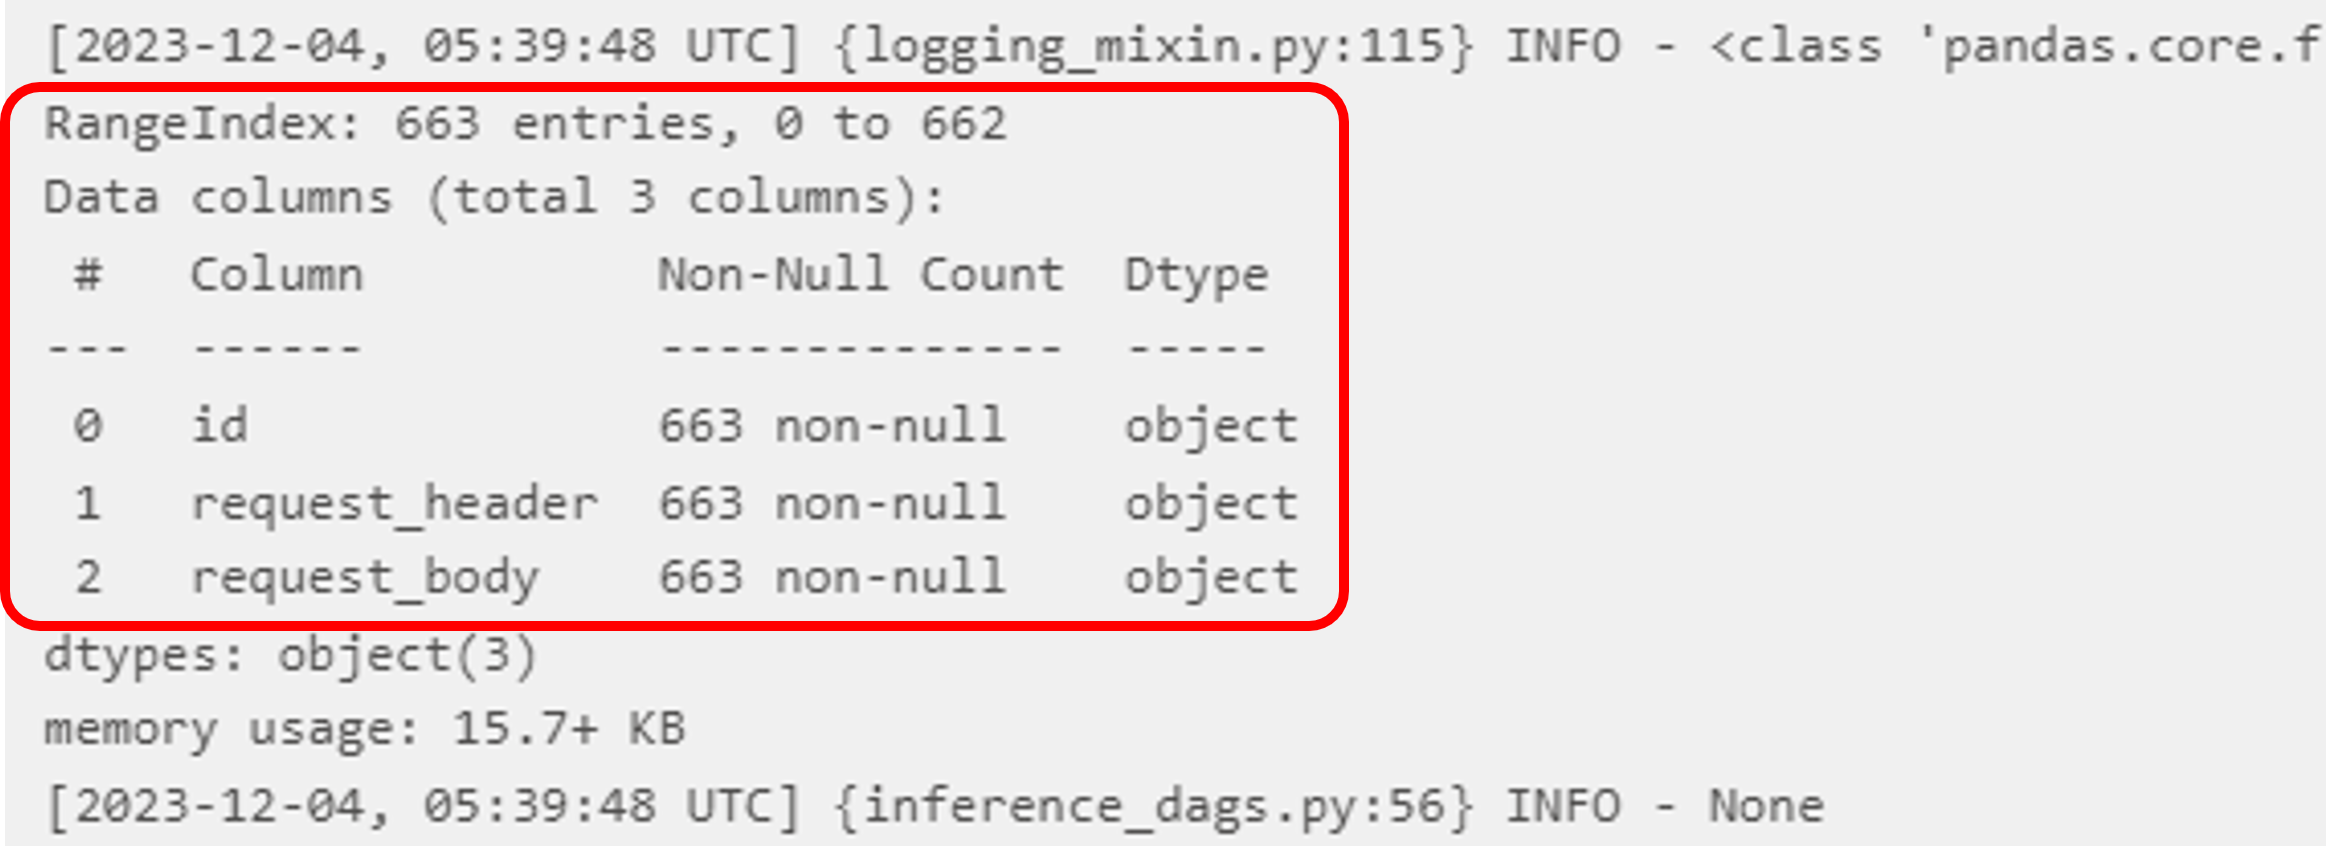 [2023-12-04, 05:39:48 UTC] {logging_mixin.py:115} INFO - <class 'pandas.core.f
RangeIndex: 663 entries, 0 to 662
Data columns (total 3 columns):
 #   Column          Non-Null Count  Dtype
---  ------          --------------  -----
 0   id              663 non-null    object
 1   request_header  663 non-null    object
 2   request_body    663 non-null    object
dtypes: object(3)
memory usage: 15.7+ KB
[2023-12-04, 05:39:48 UTC] {inference_dags.py:56} INFO - None